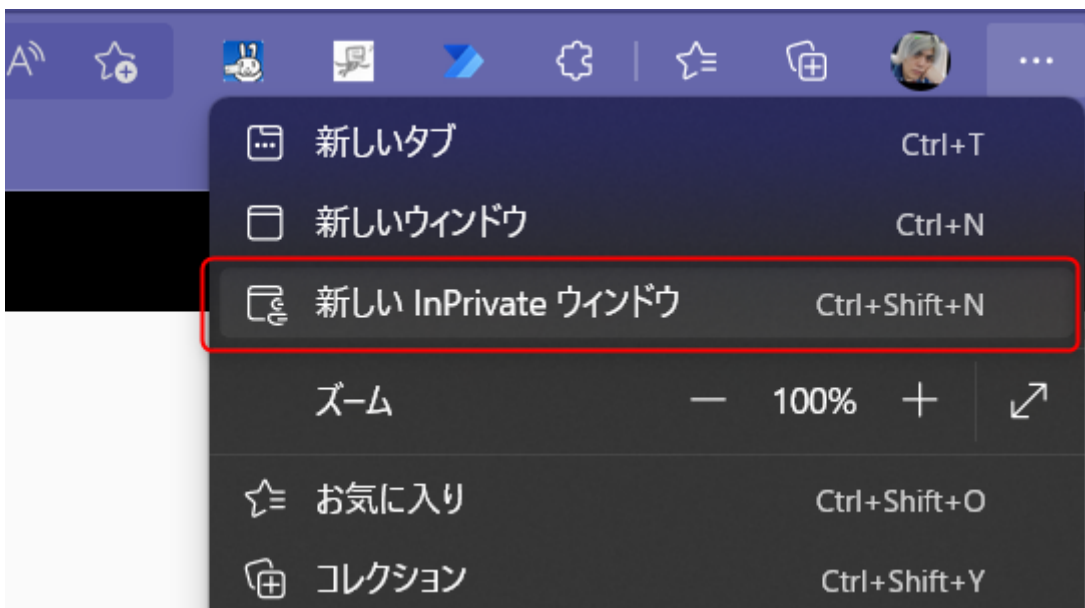 A
新しいタブ Ctrl+T
新しいウィンドウ Ctrl+N
新しい InPrivate ウィンドウ Ctrl+Shift+N
ズーム − 100% +
お気に入り Ctrl+Shift+O
コレクション Ctrl+Shift+Y